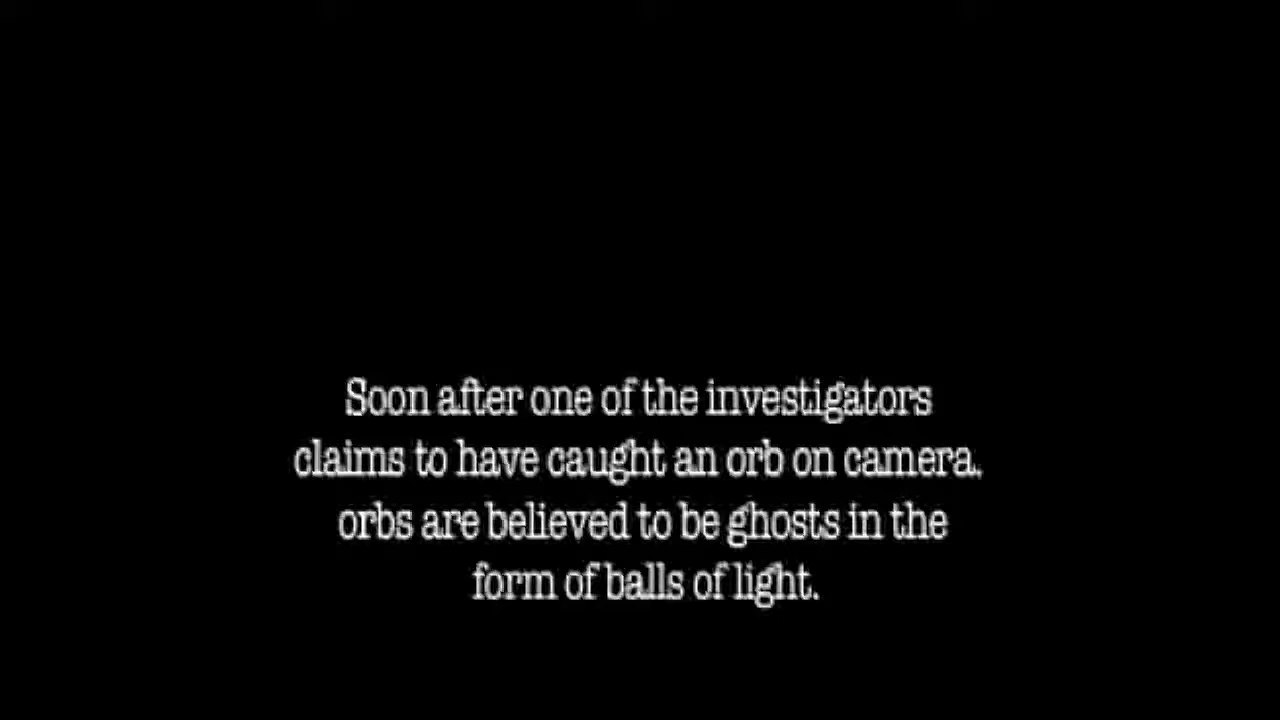 Soon after one of the investigators
claims to have caught an orb on camera.
orbs are believed to be ghosts in the
form of balls of light.